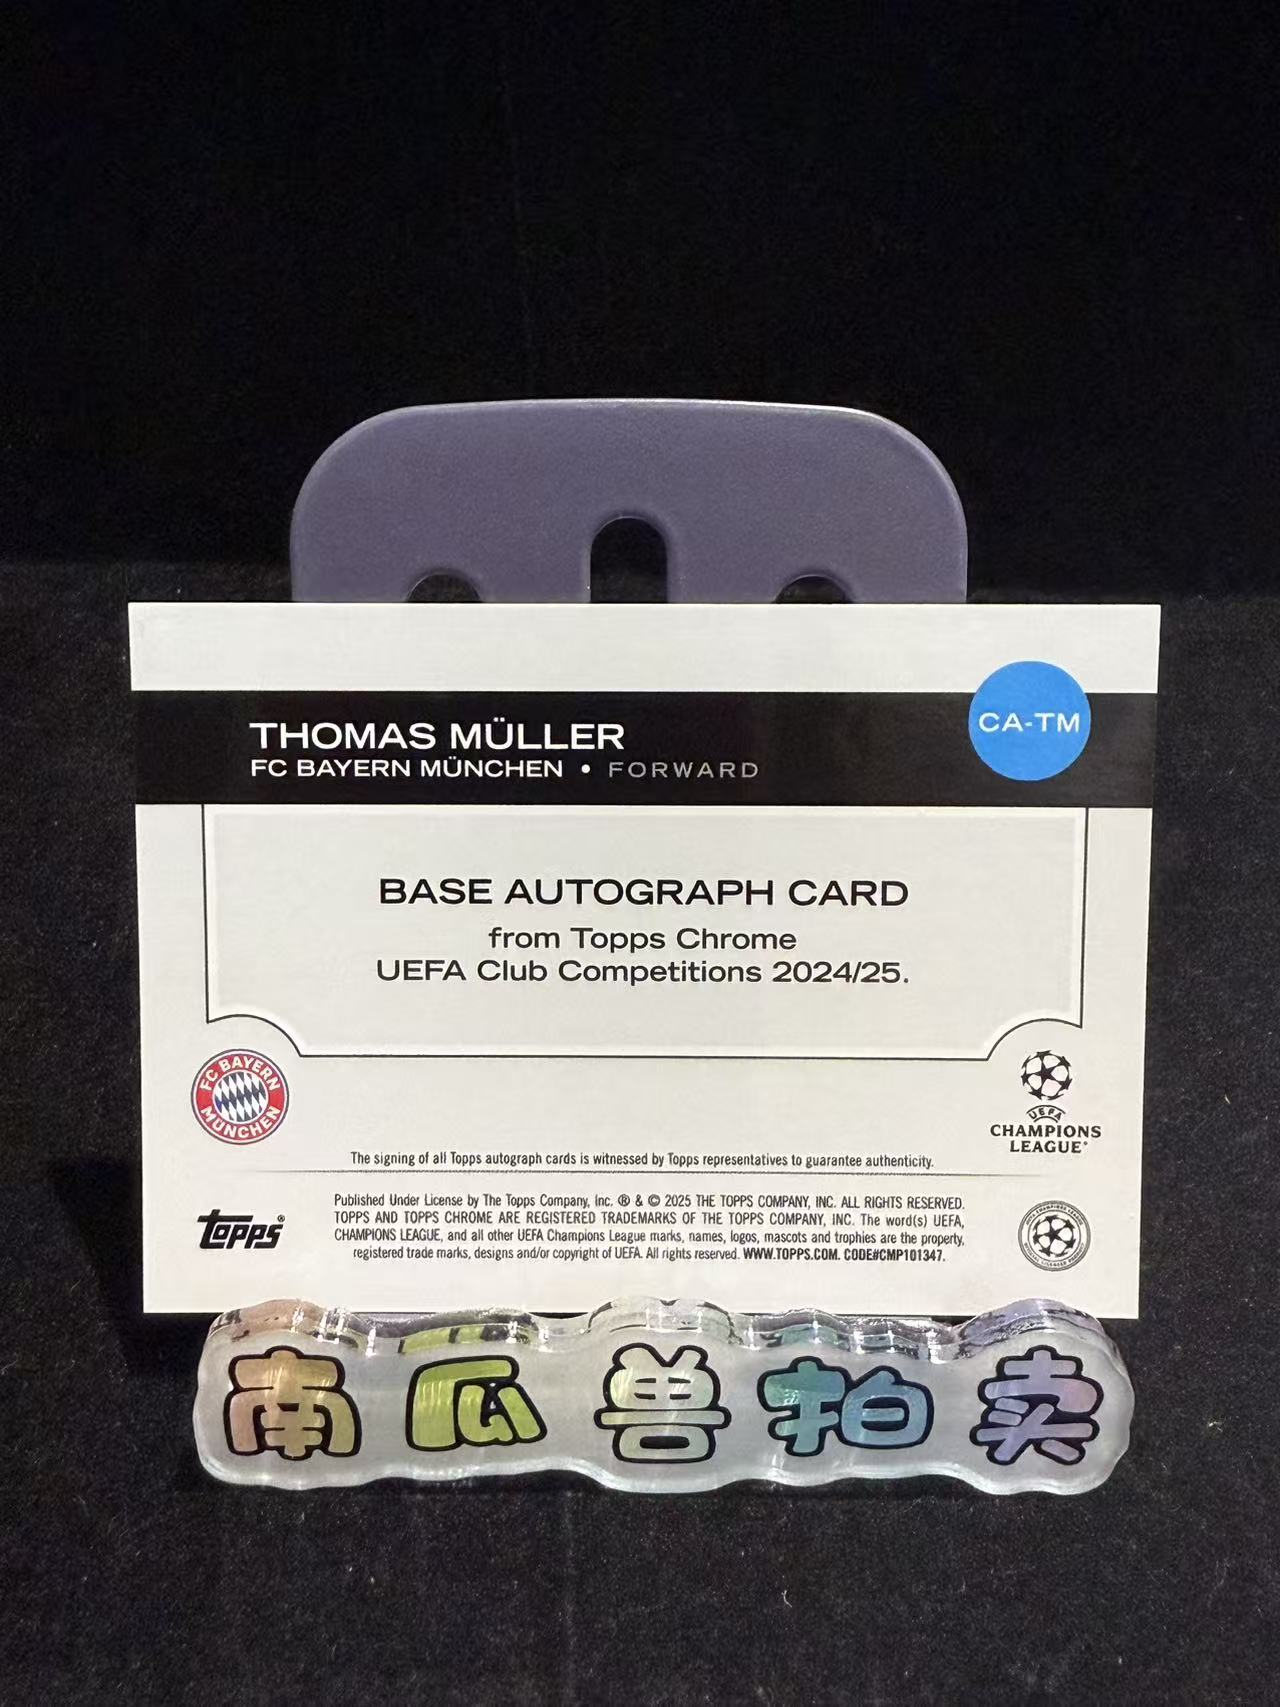 THOMAS MÜLLER
FC BAYERN MÜNCHEN • FORWARD
CA-TM
BASE AUTOGRAPH CARD
from Topps Chrome
UEFA Club Competitions 2024/25.
FC BAYERN
MÜNCHEN
UEFA
CHAMPIONS
LEAGUE®
The signing of all Topps autograph cards is witnessed by Topps representatives to guarantee authenticity.
topps®
Published Under License by The Topps Company, Inc. ® & © 2025 THE TOPPS COMPANY, INC. ALL RIGHTS RESERVED.
TOPPS AND TOPPS CHROME ARE REGISTERED TRADEMARKS OF THE TOPPS COMPANY, INC. The word(s) UEFA,
CHAMPIONS LEAGUE, and all other UEFA Champions League marks, names, logos, mascots and trophies are the property,
registered trade marks, designs and/or copyright of UEFA. All rights reserved. WWW.TOPPS.COM. CODE#CMP101347.
南瓜兽拍卖